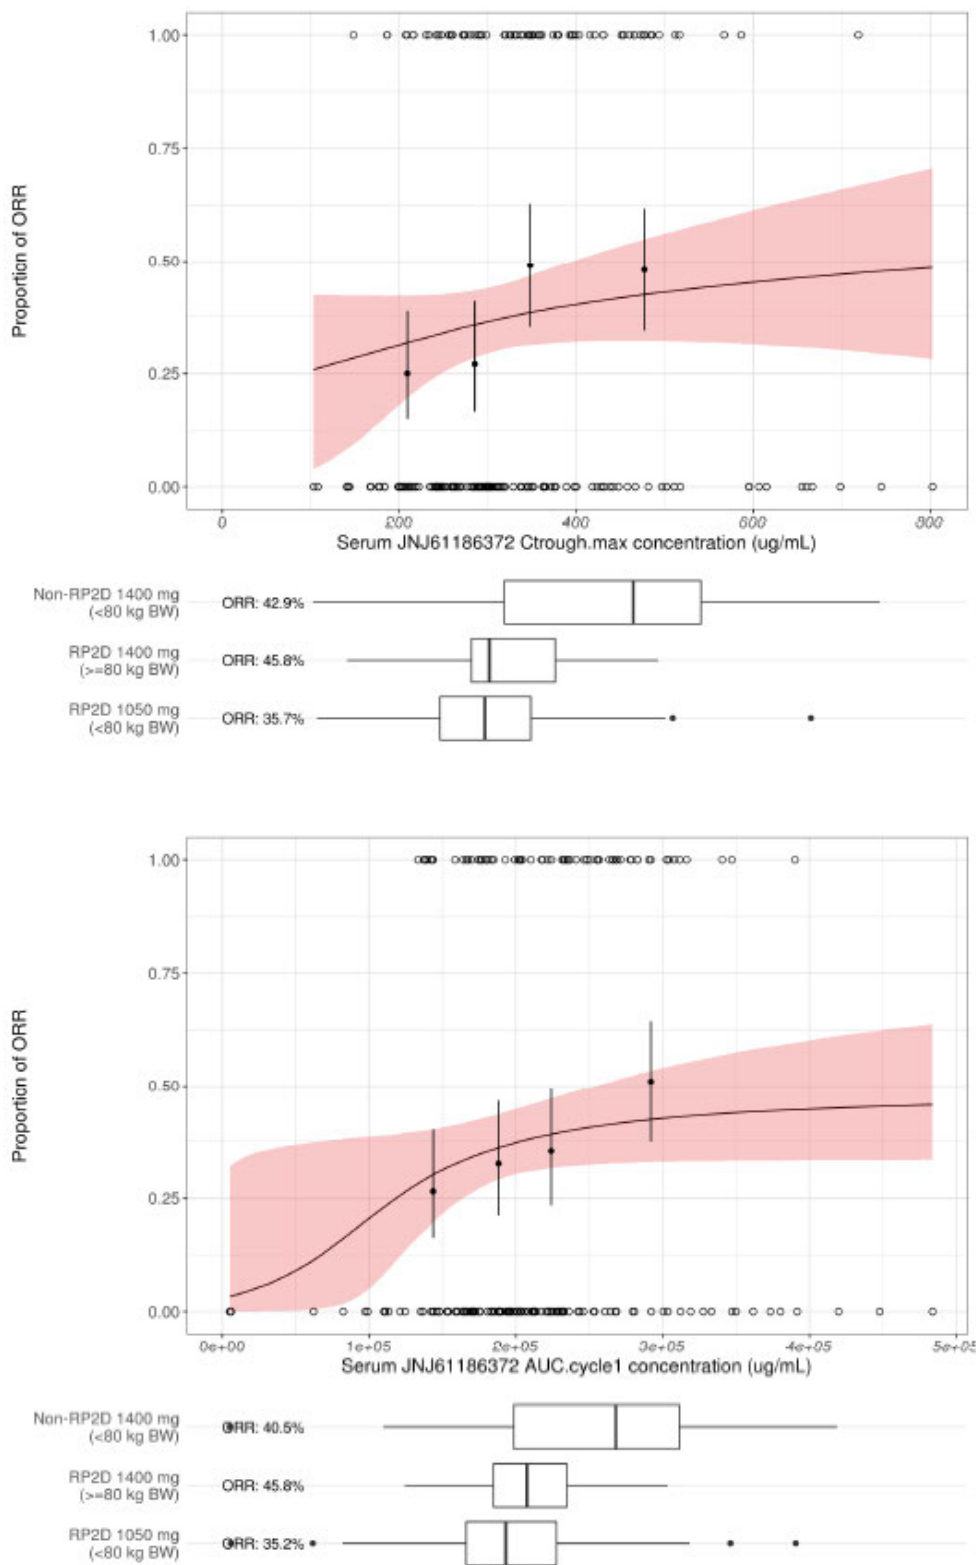 Proportion of ORR
1.00
0.75
0.50
0.25
0.00
0 200 400 600 800
Serum JNJ61186372 Ctrough.max concentration (ug/mL)
Non-RP2D 1400 mg
(<80 kg BW)
ORR: 42.9%
RP2D 1400 mg
(>=80 kg BW)
ORR: 45.8%
RP2D 1050 mg
(<80 kg BW)
ORR: 35.7%
Proportion of ORR
1.00
0.75
0.50
0.25
0.00
0e+00 1e+05 2e+05 3e+05 4e+05 5e+05
Serum JNJ61186372 AUC.cycle1 concentration (ug/mL)
Non-RP2D 1400 mg
(<80 kg BW)
ORR: 40.5%
RP2D 1400 mg
(>=80 kg BW)
ORR: 45.8%
RP2D 1050 mg
(<80 kg BW)
ORR: 35.2%